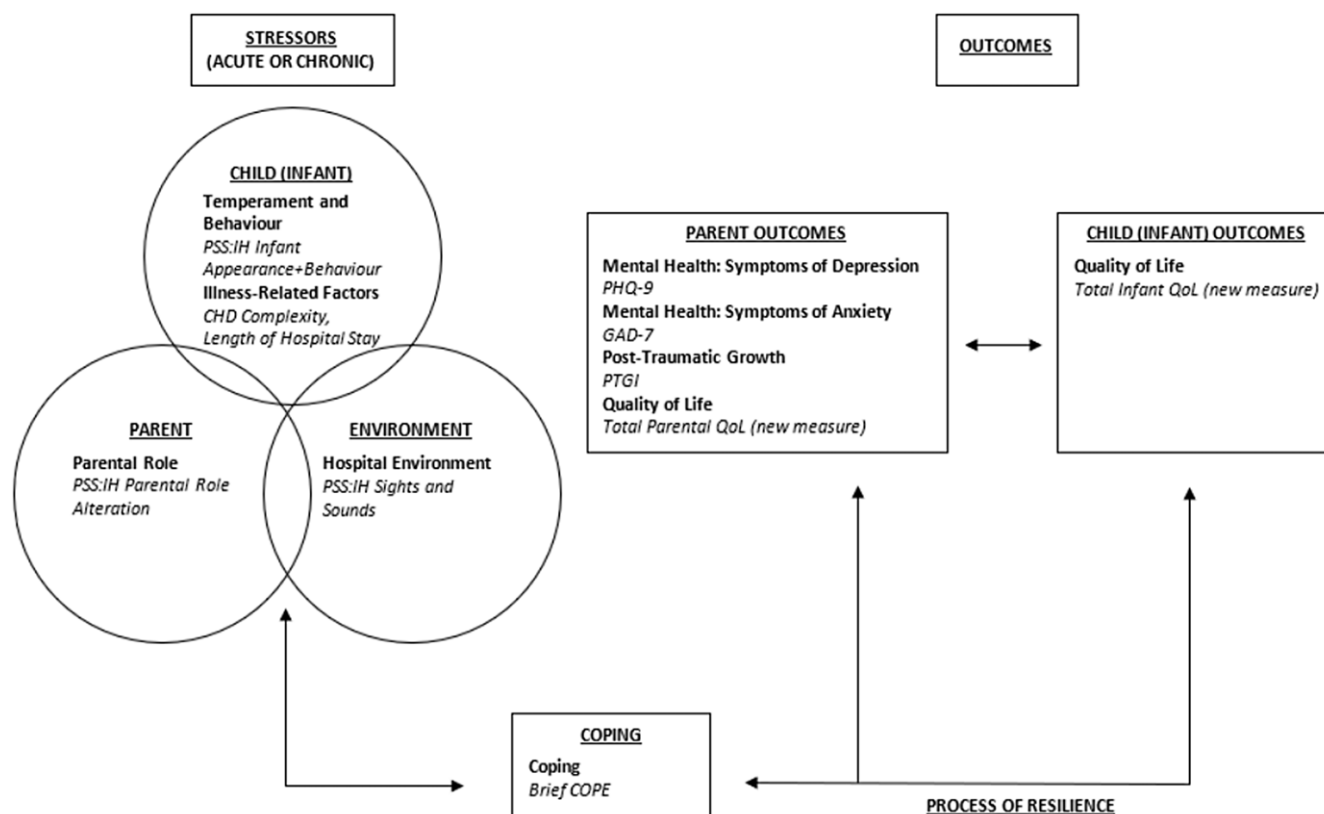 STRESSORS
(ACUTE OR CHRONIC)
OUTCOMES
CHILD (INFANT)
Temperament and
Behaviour
PSS:IH Infant
Appearance+Behaviour
Illness-Related Factors
CHD Complexity,
Length of Hospital Stay
PARENT
Parental Role
PSS:IH Parental Role
Alteration
ENVIRONMENT
Hospital Environment
PSS:IH Sights and
Sounds
PARENT OUTCOMES
Mental Health: Symptoms of Depression
PHQ-9
Mental Health: Symptoms of Anxiety
GAD-7
Post-Traumatic Growth
PTGI
Quality of Life
Total Parental QoL (new measure)
CHILD (INFANT) OUTCOMES
Quality of Life
Total Infant QoL (new measure)
COPING
Coping
Brief COPE
PROCESS OF RESILIENCE